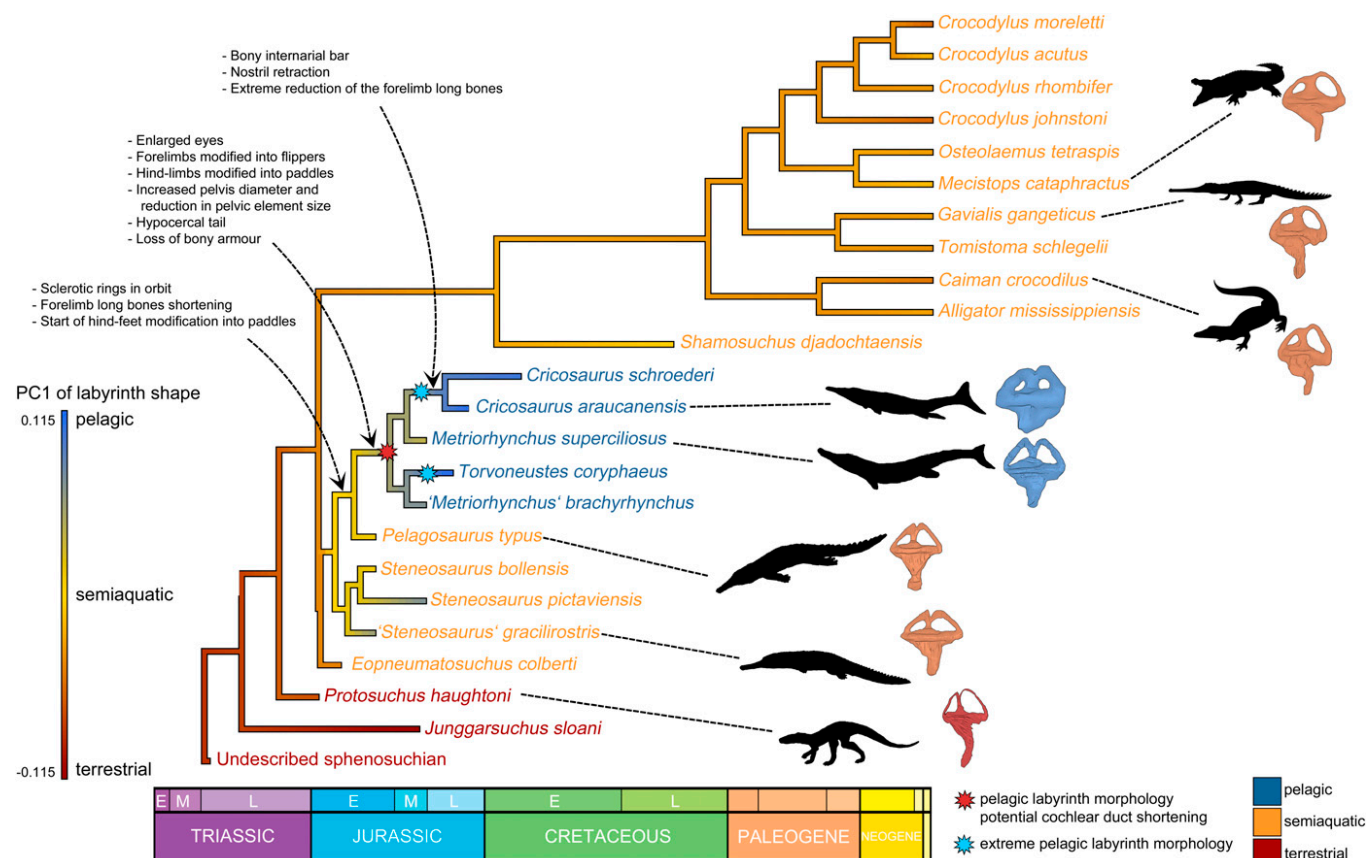 - Bony internarial bar
- Nostril retraction
- Extreme reduction of the forelimb long bones
- Enlarged eyes
- Forelimbs modified into flippers
- Hind-limbs modified into paddles
- Increased pelvis diameter and
reduction in pelvic element size
- Hypocercal tail
- Loss of bony armour
- Sclerotic rings in orbit
- Forelimb long bones shortening
- Start of hind-feet modification into paddles
Crocodylus moreletti
Crocodylus acutus
Crocodylus rhombifer
Crocodylus johnstoni
Osteolaemus tetraspis
Mecistops cataphractus
Gavialis gangeticus
Tomistoma schlegelii
Caiman crocodilus
Alligator mississippiensis
Shamosuchus djadochtaensis
Cricosaurus schroederi
Cricosaurus araucanensis
Metriorhynchus superciliosus
Torvoneustes coryphaeus
'Metriorhynchus' brachyrhynchus
Pelagosaurus typus
Steneosaurus bollensis
Steneosaurus pictaviensis
'Steneosaurus' gracilirostris
Eopneumatosuchus colberti
Protosuchus haughtoni
Junggarsuchus sloani
Undescribed sphenosuchian
PC1 of labyrinth shape
0.115 pelagic
semiaquatic
-0.115 terrestrial
E M L E M L E L
TRIASSIC JURASSIC CRETACEOUS PALEOGENE NEOGENE
pelagic labyrinth morphology
potential cochlear duct shortening
extreme pelagic labyrinth morphology
pelagic
semiaquatic
terrestrial